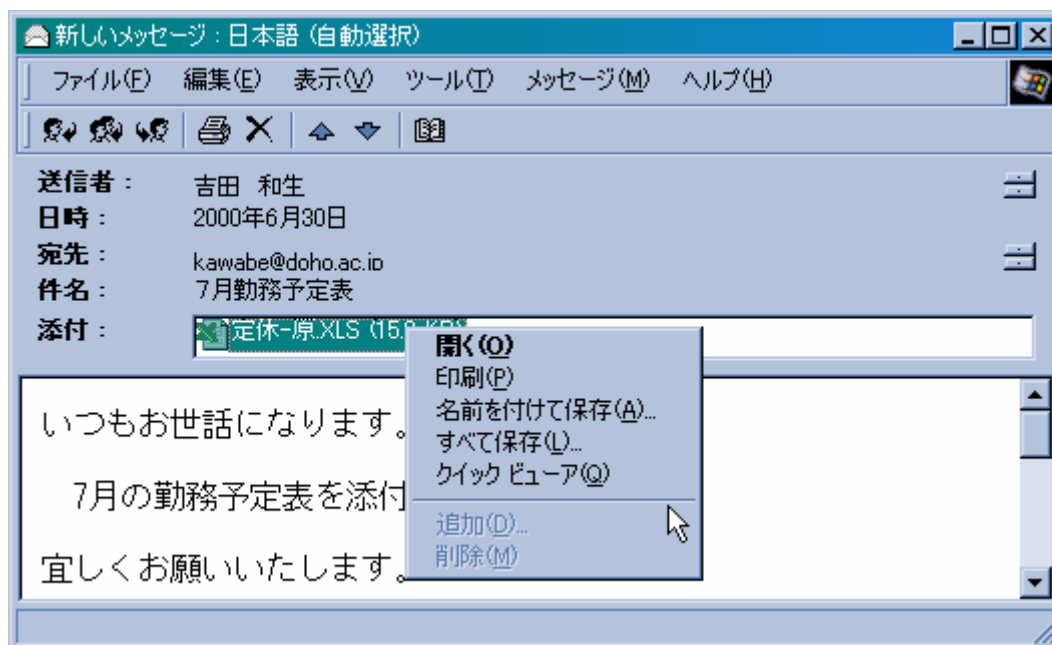 新しいメッセージ : 日本語 (自動選択)
ファイル(F) 編集(E) 表示(V) ツール(T) メッセージ(M) ヘルプ(H)
送信者 : 吉田 和生
日時 : 2000年6月30日
宛先 : kawabe@doho.ac.jp
件名 : 7月勤務予定表
添付 : 定休-原.XLS (15.
開く(O)
印刷(P)
名前を付けて保存(A)...
すべて保存(L)...
クイック ビューア(Q)
追加(D)...
削除(M)
いつもお世話になります。
7月の勤務予定表を添付
宜しくお願いいたします。